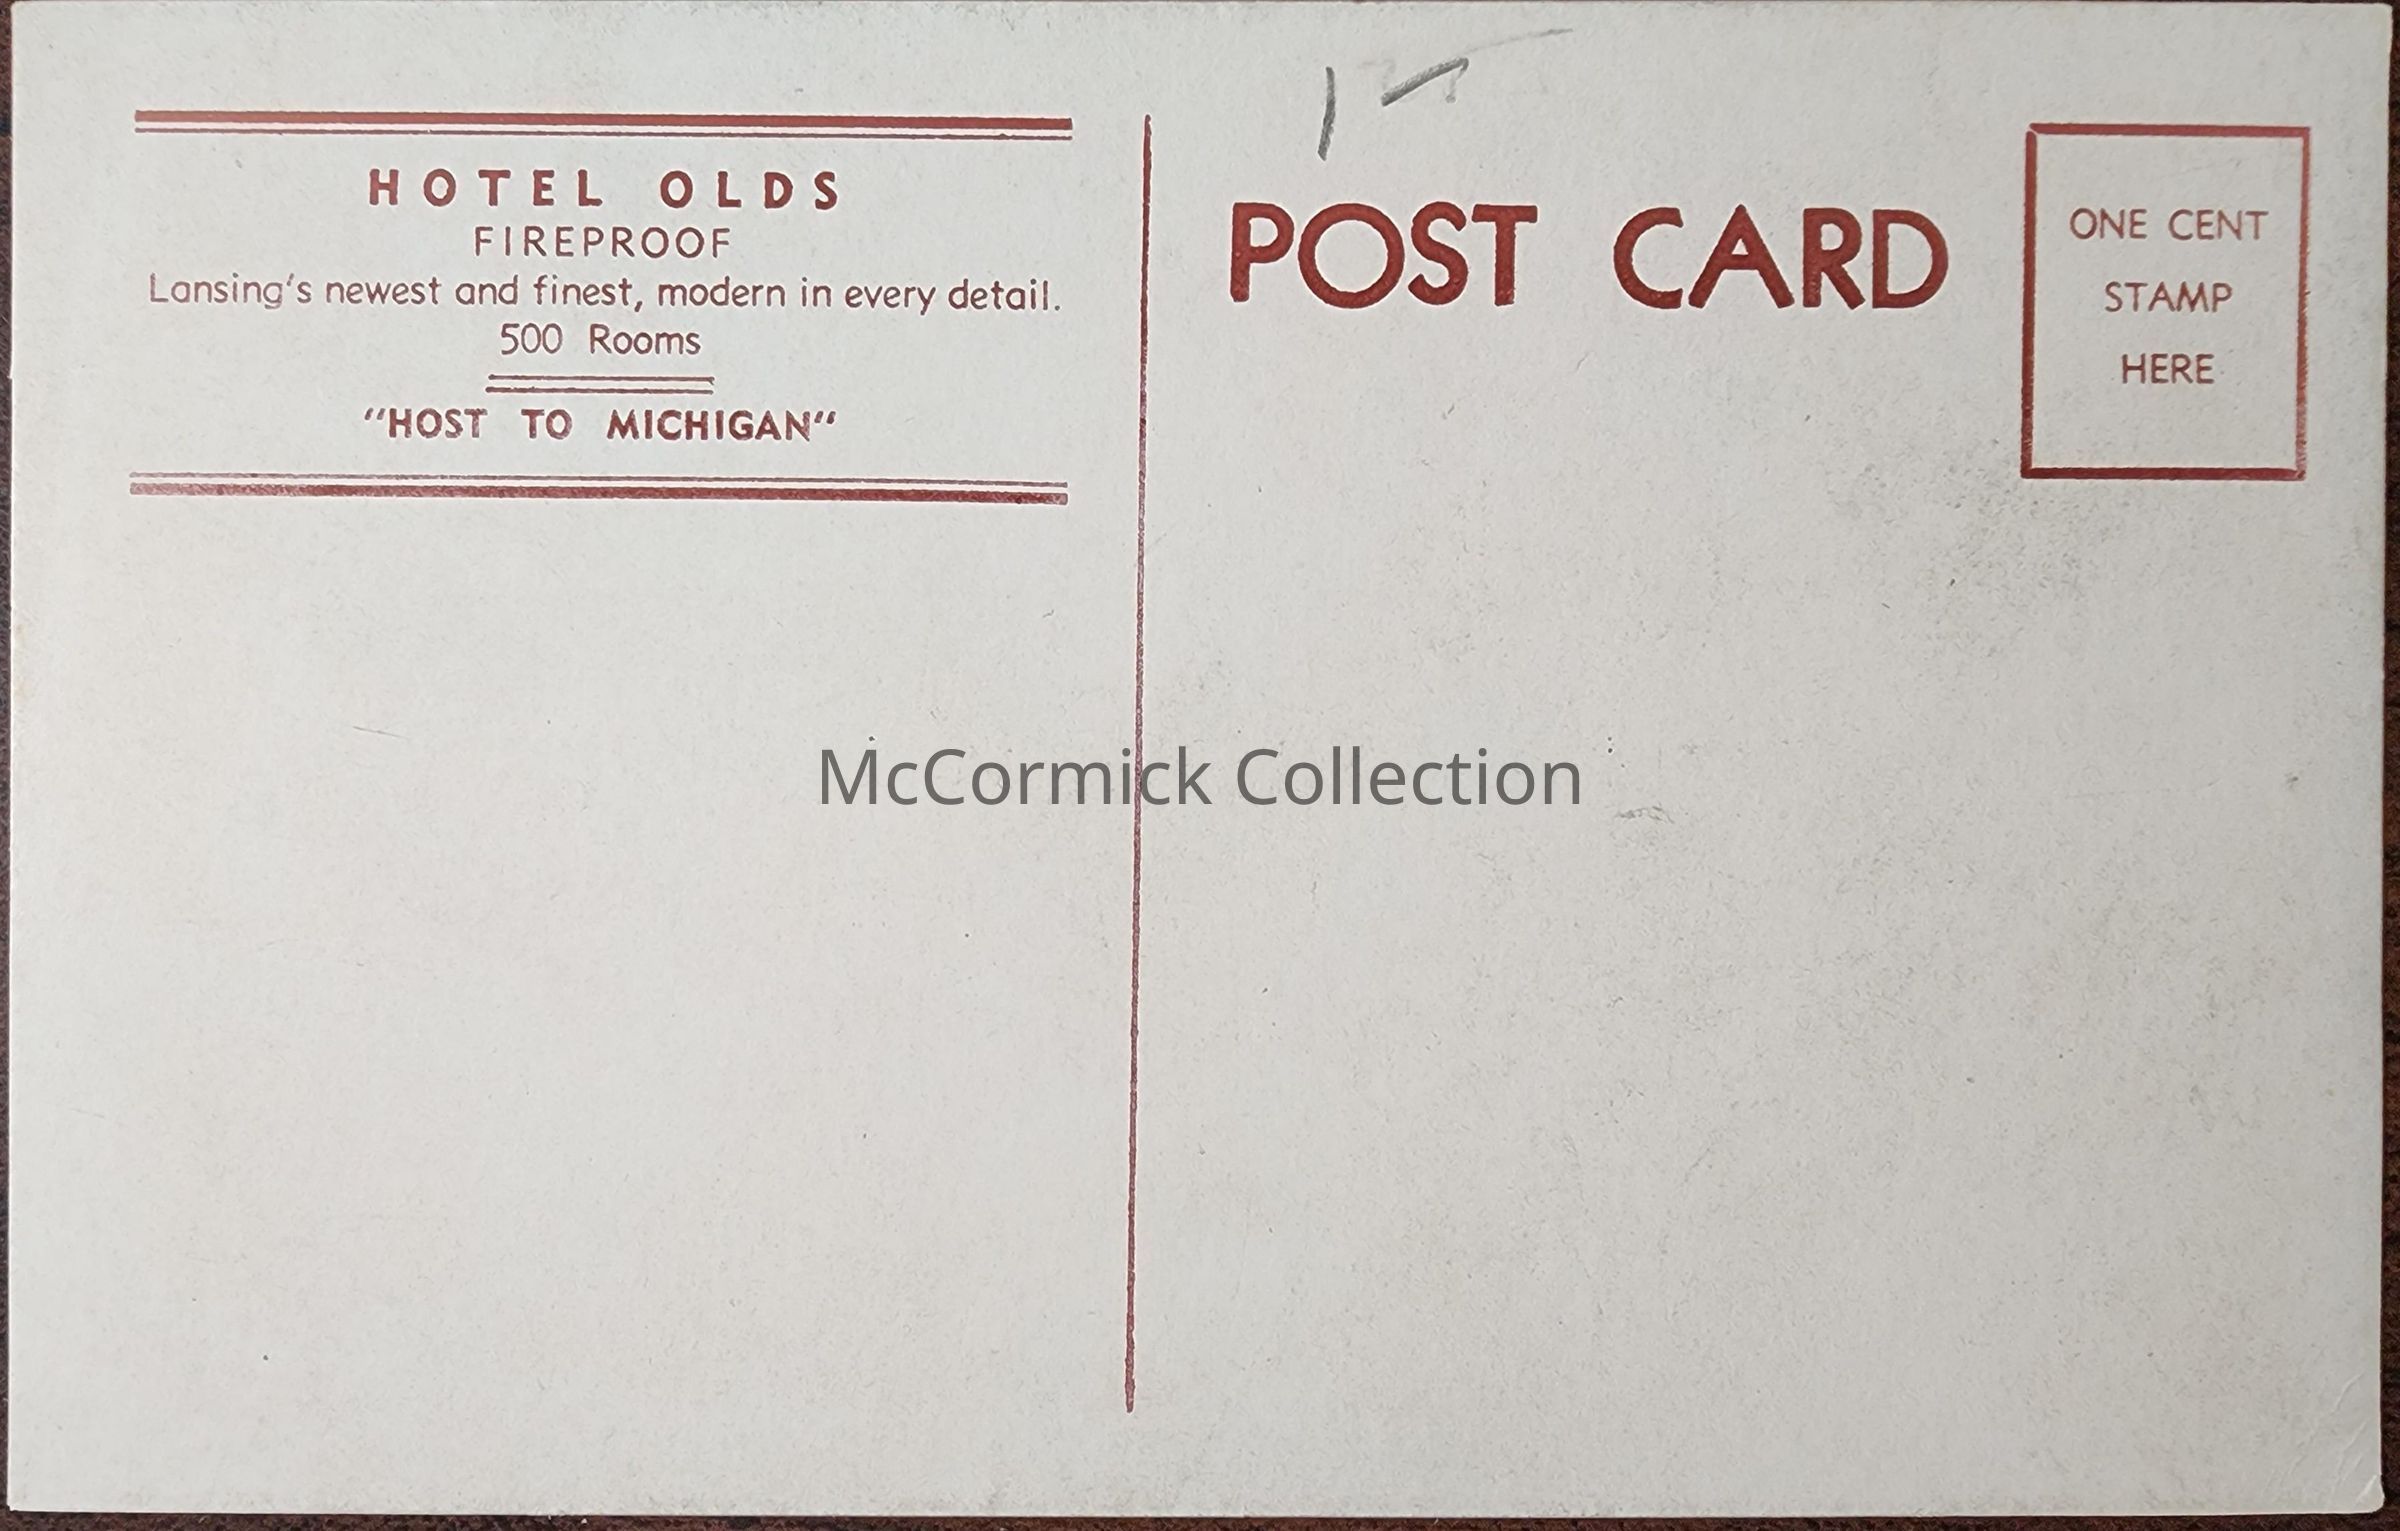 HOTEL OLDS
FIREPROOF
Lansing's newest and finest, modern in every detail.
500 Rooms
"HOST TO MICHIGAN"
POST CARD
ONE CENT
STAMP
HERE
McCormick Collection